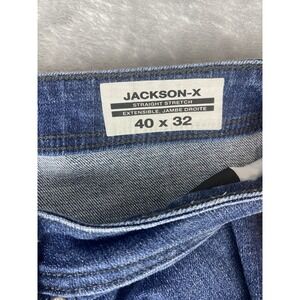 JACKSON-X
STRAIGHT STRETCH
EXTENSIBLE, JAMBE DROITE
40 x 32